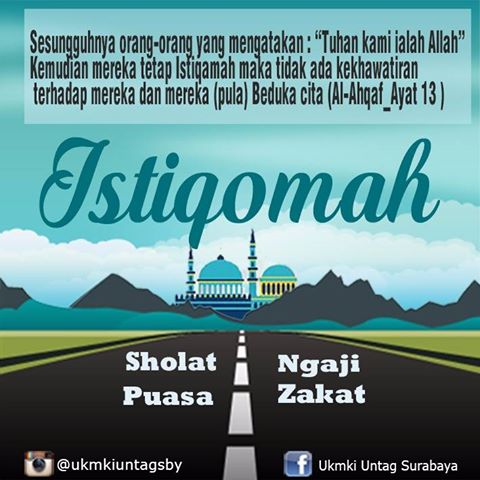 Sesungguhnya orang-orang yang mengatakan : “Tuhan kami ialah Allah”
Kemudian mereka tetap Istiqamah maka tidak ada kekhawatiran
terhadap mereka dan mereka (pula) Beduka cita (Al-Ahqaf_Ayat 13 )
Istiqomah
Sholat Ngaji
Puasa Zakat
@ukmkiuntagsby
Ukmki Untag Surabaya